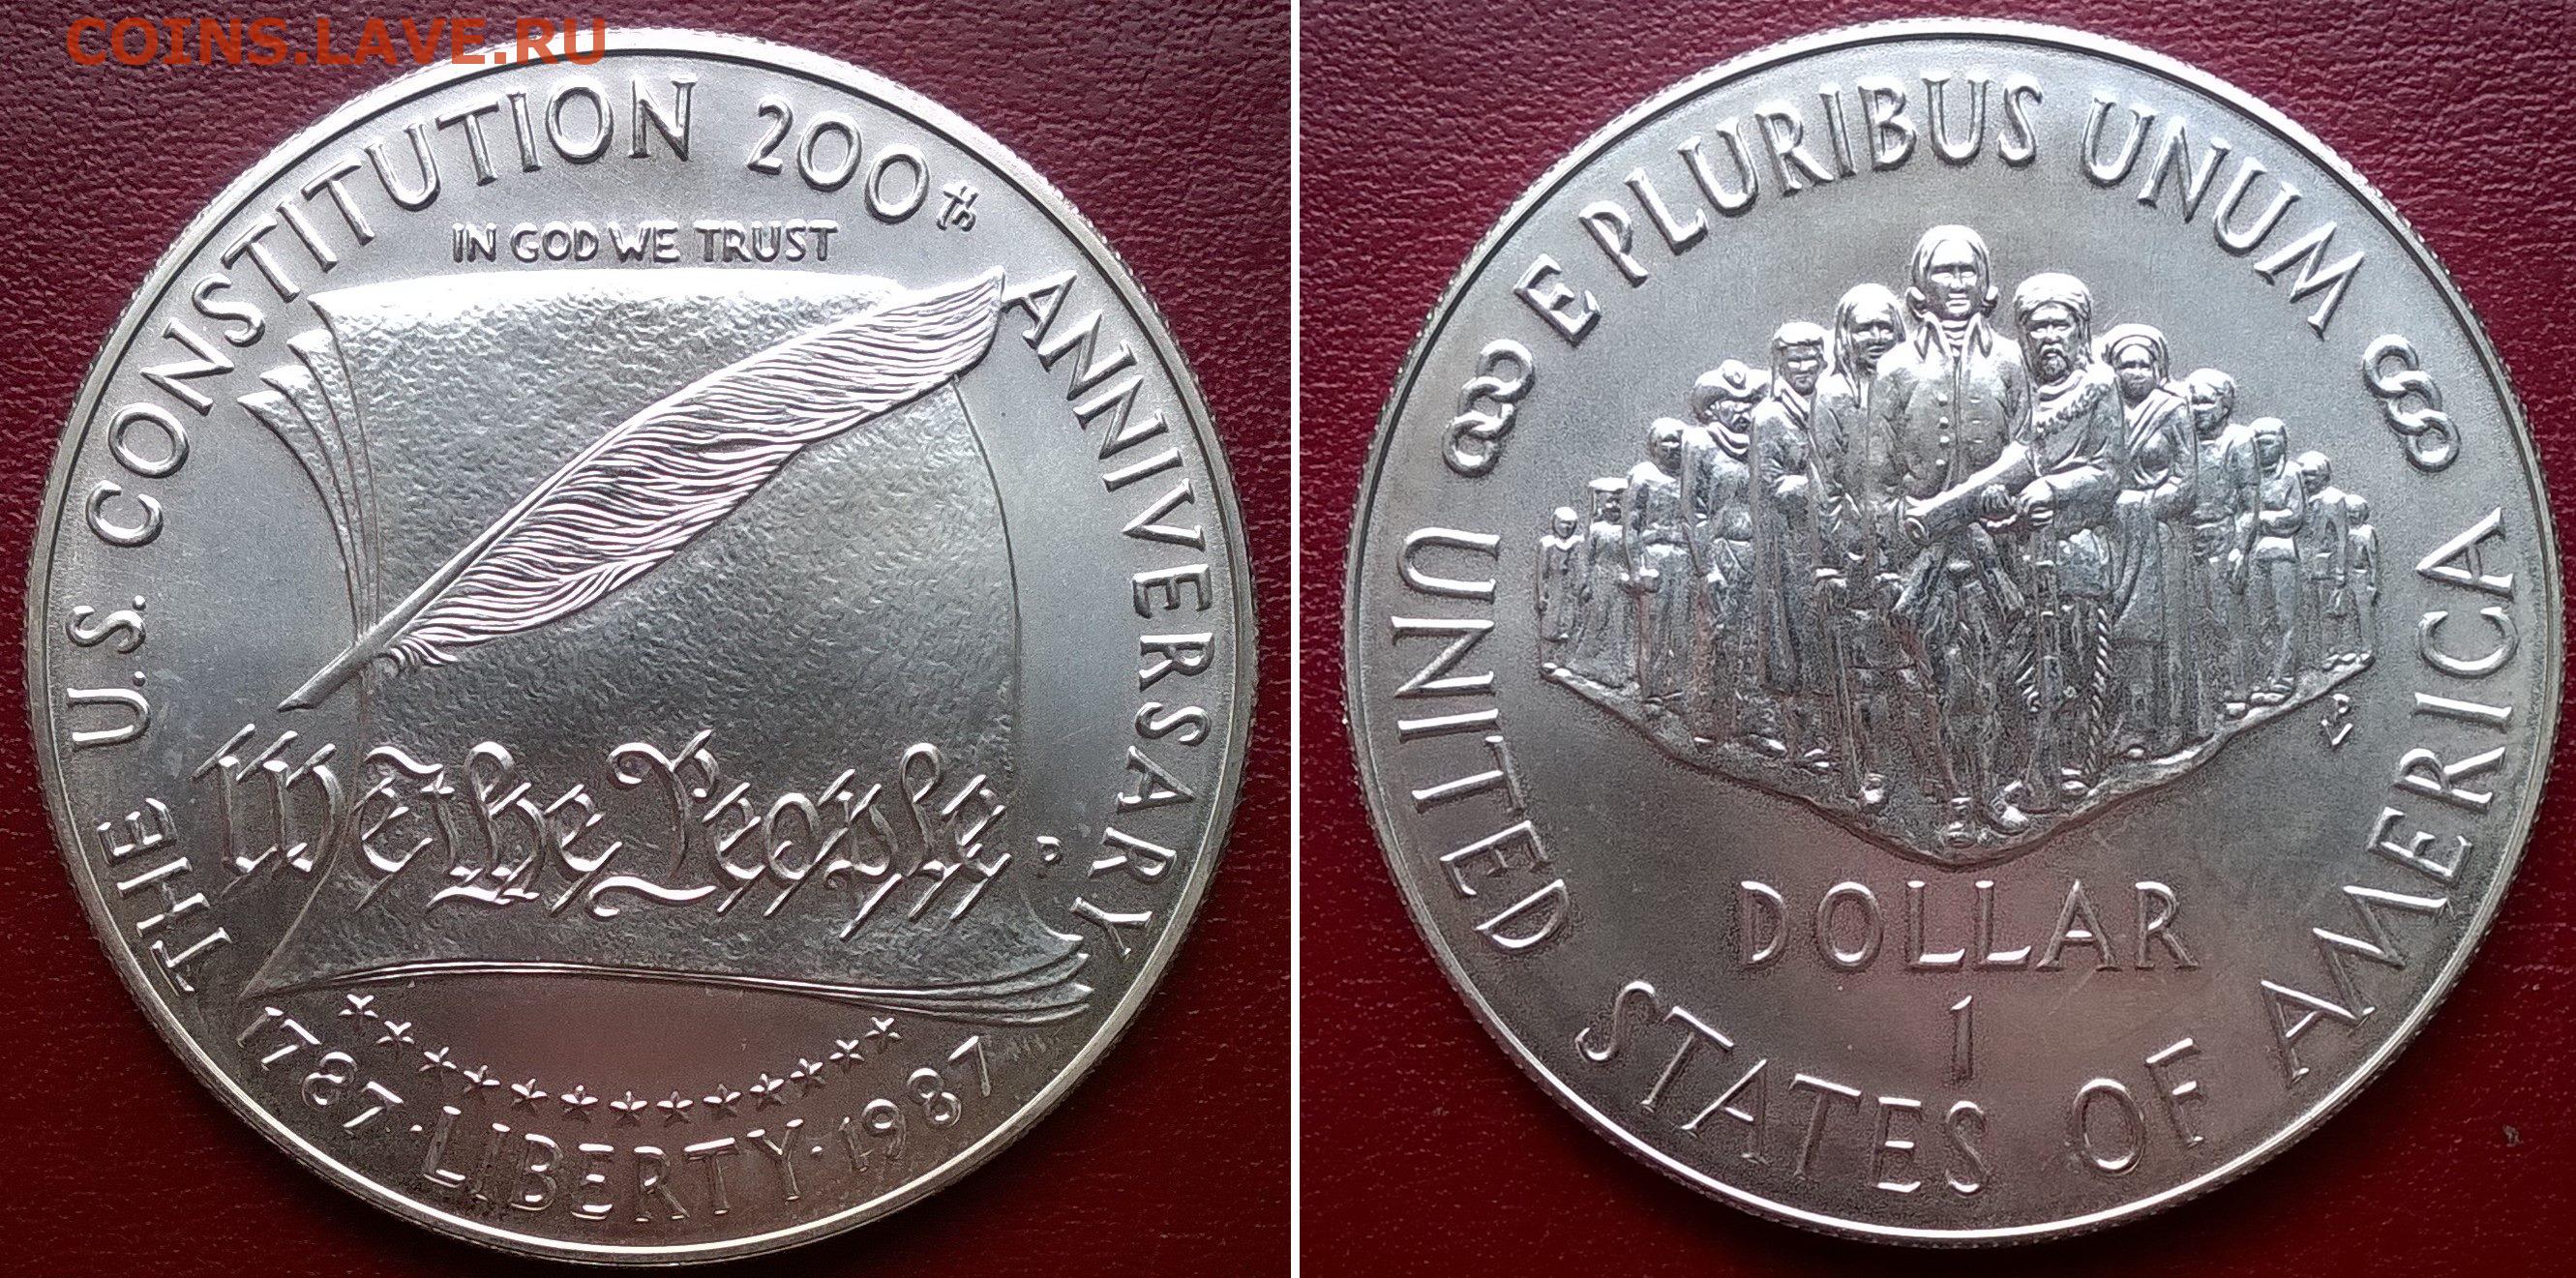 COINS.LAVE.RU
THE U.S. CONSTITUTION 200th ANNIVERSARY
IN GOD WE TRUST
We the People
P
1787 · LIBERTY · 1987
E PLURIBUS UNUM
UNITED STATES OF AMERICA
DOLLAR
1